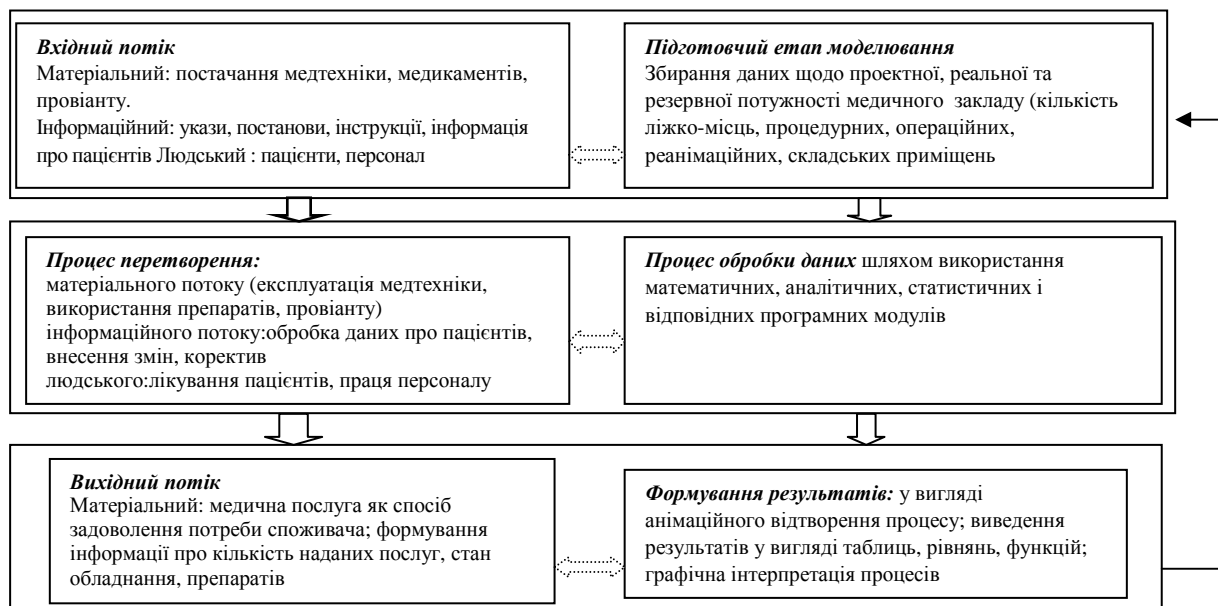 Вхідний потік
Матеріальний: постачання медтехніки, медикаментів,
провіанту.
Інформаційний: укази, постанови, інструкції, інформація
про пацієнтів Людський : пацієнти, персонал
Підготовчий етап моделювання
Збирання даних щодо проектної, реальної та
резервної потужності медичного закладу (кількість
ліжко-місць, процедурних, операційних,
реанімаційних, складських приміщень
Процес перетворення:
матеріального потоку (експлуатація медтехніки,
використання препаратів, провіанту)
інформаційного потоку:обробка даних про пацієнтів,
внесення змін, коректив
людського:лікування пацієнтів, праця персоналу
Процес обробки даних шляхом використання
математичних, аналітичних, статистичних і
відповідних програмних модулів
Вихідний потік
Матеріальний: медична послуга як спосіб
задоволення потреби споживача; формування
інформації про кількість наданих послуг, стан
обладнання, препаратів
Формування результатів: у вигляді
анімаційного відтворення процесу; виведення
результатів у вигляді таблиць, рівнянь, функцій;
графічна інтерпретація процесів